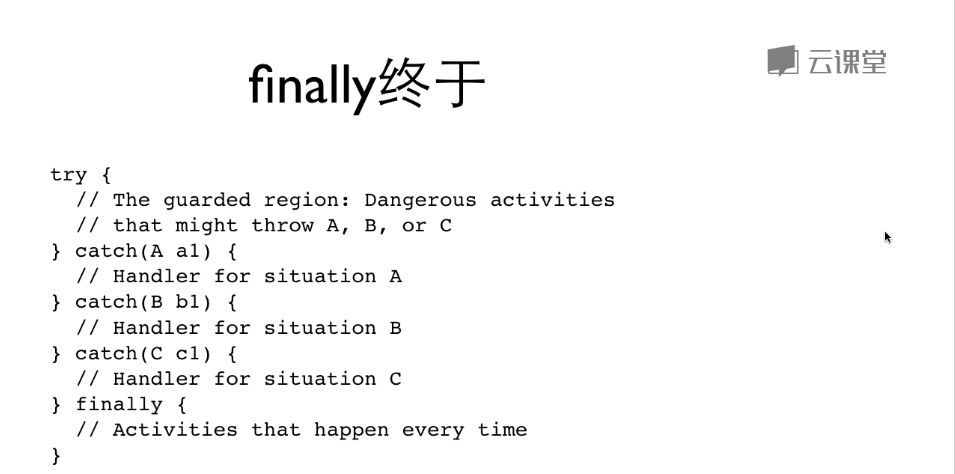 云课堂
finally终于
try {
  // The guarded region: Dangerous activities
  // that might throw A, B, or C
} catch(A a1) {
  // Handler for situation A
} catch(B b1) {
  // Handler for situation B
} catch(C c1) {
  // Handler for situation C
} finally {
  // Activities that happen every time
}